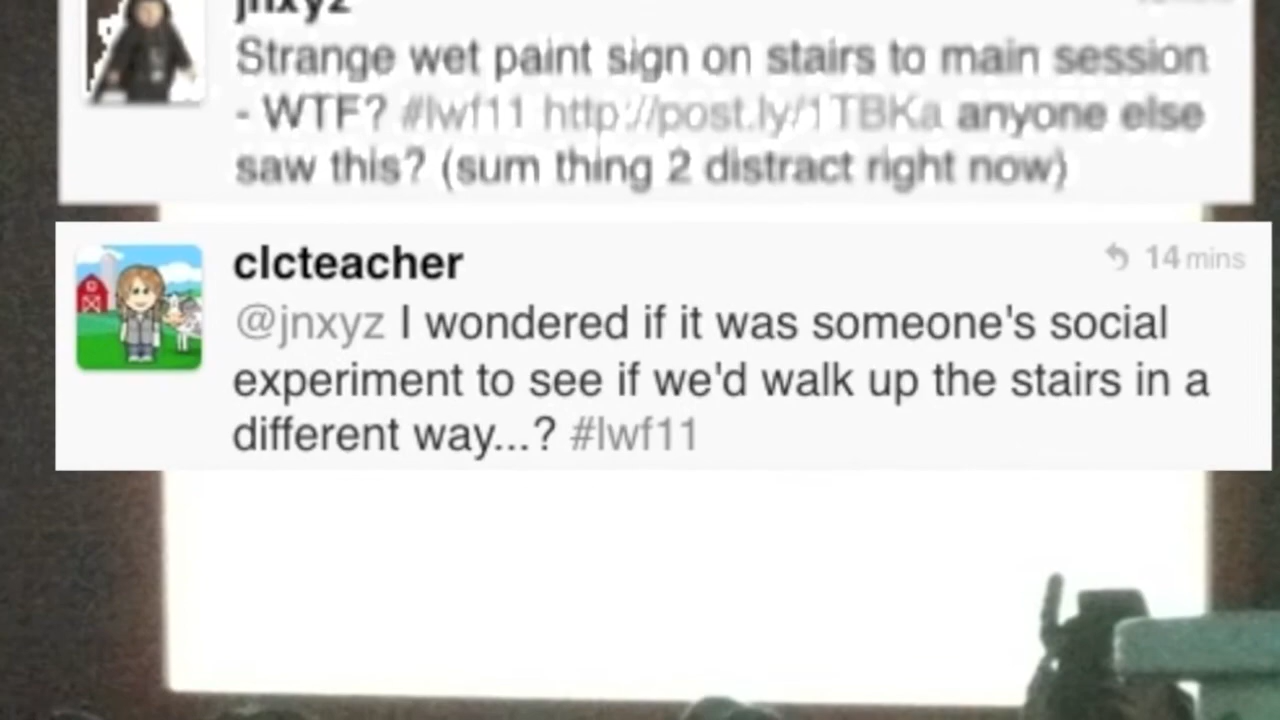 jnxyz
Strange wet paint sign on stairs to main session
- WTF? #lwf11 http://post.ly/1TBKa anyone else
saw this? (sum thing 2 distract right now)
clcteacher
14 mins
@jnxyz I wondered if it was someone's social
experiment to see if we'd walk up the stairs in a
different way...? #lwf11